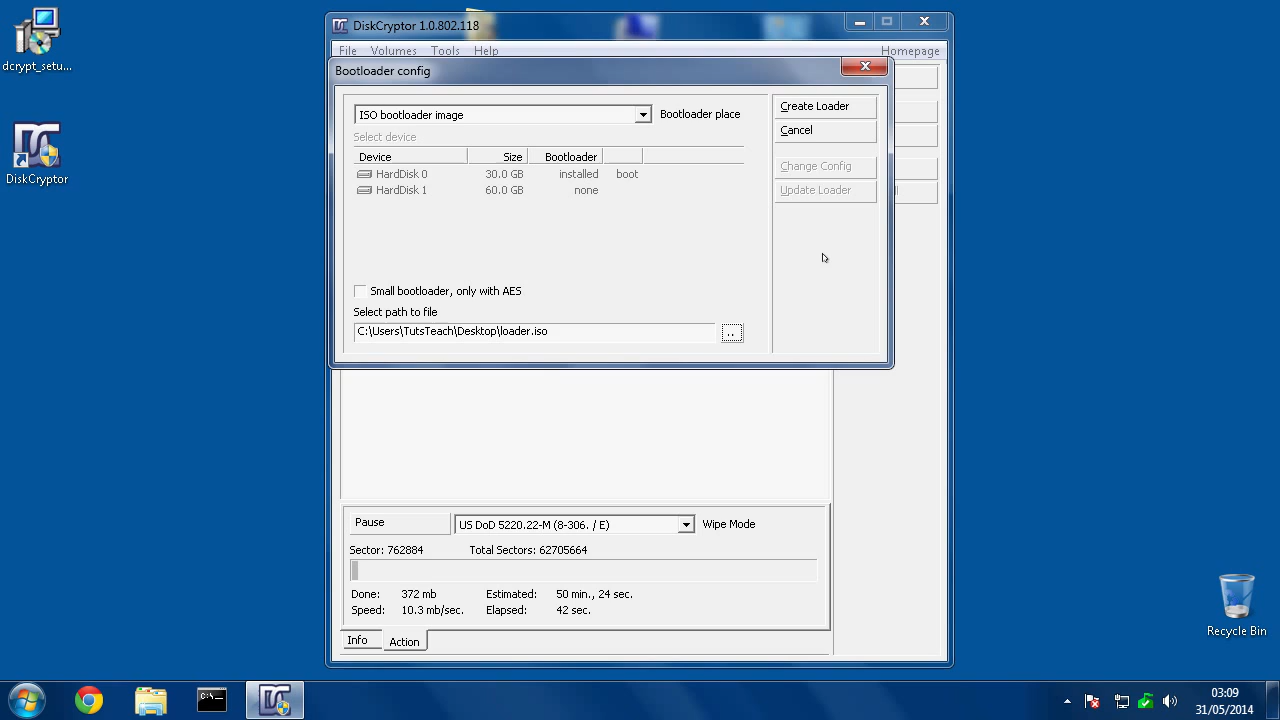 dcrypt_setu...
DiskCryptor
DiskCryptor 1.0.802.118
File Volumes Tools Help Homepage
Bootloader config
ISO bootloader image Bootloader place
Select device
Device Size Bootloader
HardDisk 0 30.0 GB installed boot
HardDisk 1 60.0 GB none
Small bootloader, only with AES
Select path to file
C:\Users\TutsTeach\Desktop\loader.iso ..
Create Loader
Cancel
Change Config
Update Loader
Pause US DoD 5220.22-M (8-306. / E) Wipe Mode
Sector: 762884 Total Sectors: 62705664
Done: 372 mb Estimated: 50 min., 24 sec.
Speed: 10.3 mb/sec. Elapsed: 42 sec.
Info Action
Recycle Bin
C:\
03:09
31/05/2014